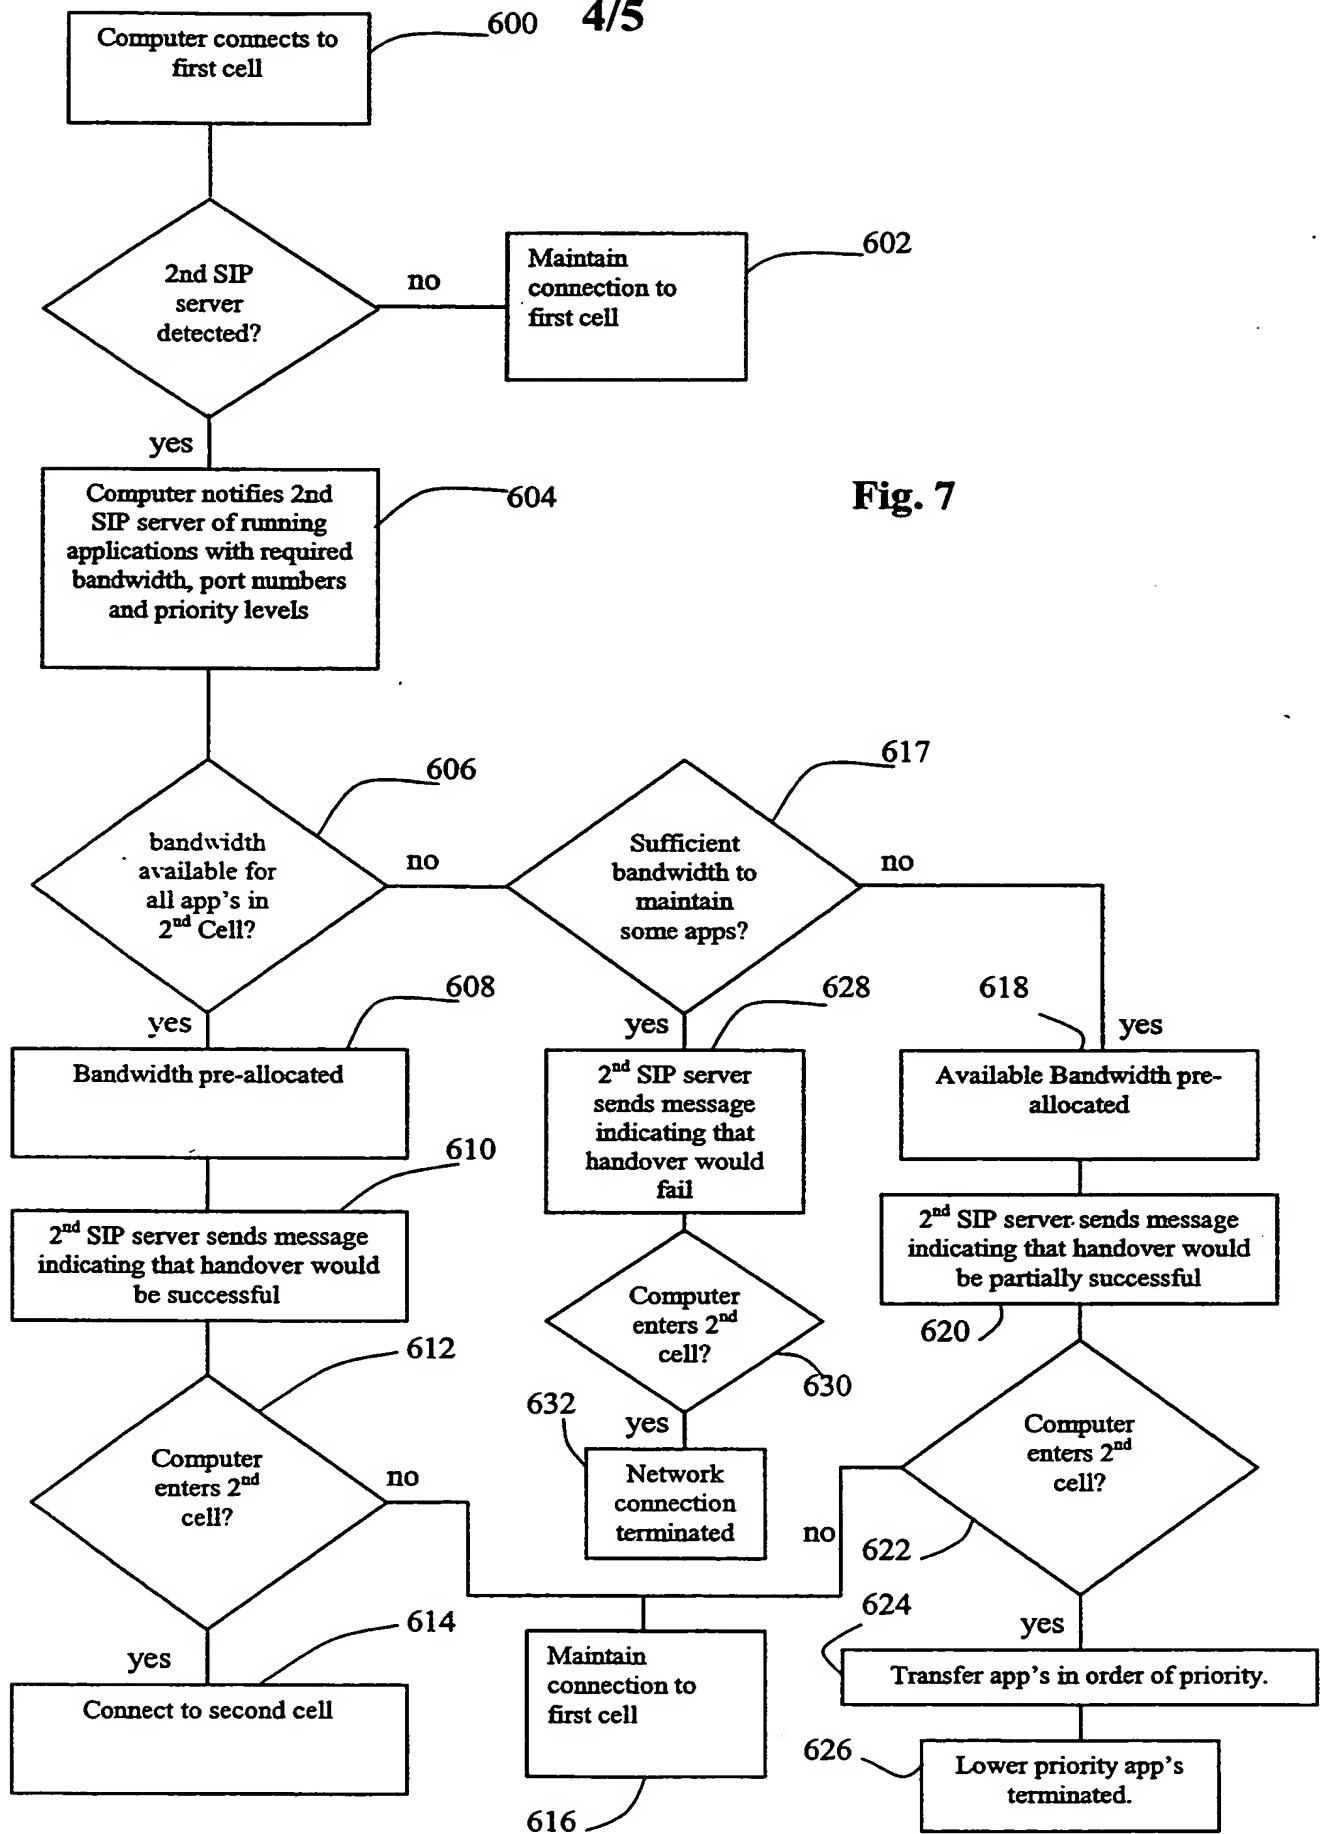 4/5
600
Computer connects to
first cell
602
2nd SIP
server
detected?
no
Maintain
connection to
first cell
yes
604
Computer notifies 2nd
SIP server of running
applications with required
bandwidth, port numbers
and priority levels
Fig. 7
606
617
bandwidth
available for
all app's in
2nd Cell?
no
Sufficient
bandwidth to
maintain
some apps?
no
608
628
618
yes
yes
yes
Bandwidth pre-allocated
2nd SIP server
sends message
indicating that
handover would
fail
Available Bandwidth pre-
allocated
610
2nd SIP server sends message
indicating that handover would
be successful
2nd SIP server sends message
indicating that handover would
be partially successful
620
612
Computer
enters 2nd
cell?
630
632
yes
Computer
enters 2nd
cell?
no
Network
connection
terminated
Computer
enters 2nd
cell?
no
622
624
614
yes
yes
Connect to second cell
Maintain
connection to
first cell
616
Transfer app's in order of priority.
626
Lower priority app's
terminated.